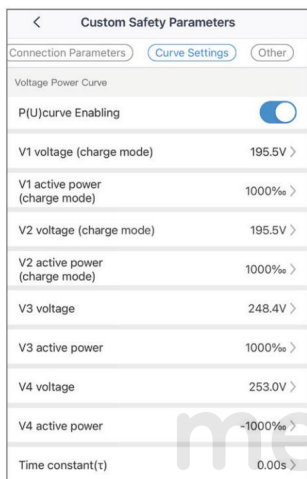 Custom Safety Parameters
Connection Parameters
Curve Settings
Other
Voltage Power Curve
P(U)curve Enabling
V1 voltage (charge mode)
195.5V
V1 active power
(charge mode)
1000‰
V2 voltage (charge mode)
195.5V
V2 active power
(charge mode)
1000‰
V3 voltage
248.4V
V3 active power
1000‰
V4 voltage
253.0V
V4 active power
-1000‰
Time constant(τ)
0.00s